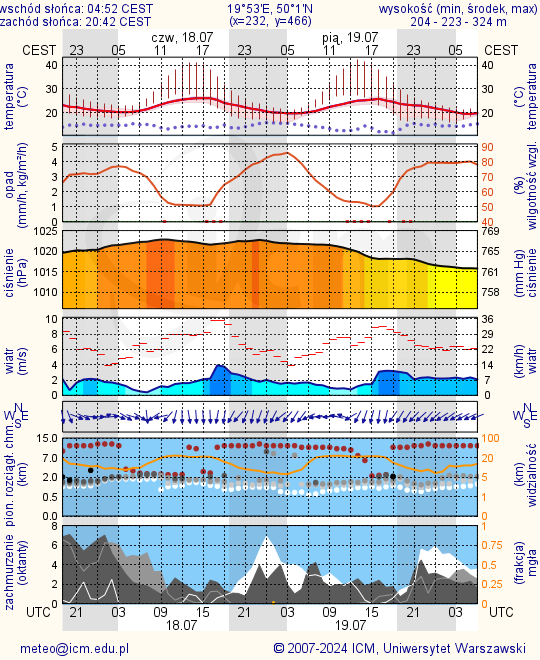 wschód słońca: 04:52 CEST 19°53'E, 50°1'N wysokość (min, środek, max)
zachód słońca: 20:42 CEST (x=232, y=466) 204 - 223 - 324 m
czw, 18.07 pią, 19.07
CEST 23 05 11 17 23 05 11 17 23 05 CEST
temperatura (°C) 40 30 20 40 30 20 (°C) temperatura
opad (mm/h, kg/m²/h) 5 4 3 2 1 0 90 80 70 60 50 40 (%) wilgotność wzgl.
ciśnienie (hPa) 1025 1020 1015 1010 769 765 761 758 (mm Hg) ciśnienie
wiatr (m/s) 10 8 6 4 2 0 36 29 22 14 7 0 (km/h) wiatr
N W E S N W E S
pion. rozciągł. chm. (km) 15.0 7.0 2.0 0.5 0.0 100 20 5 1 0 (km) widzialność
zachmurzenie (oktanty) 8 6 4 2 0 1 0.75 0.5 0.25 0 (frakcja) mgła
UTC 21 03 09 15 21 03 09 15 21 03 UTC
18.07 19.07
meteo@icm.edu.pl © 2007-2024 ICM, Uniwersytet Warszawski